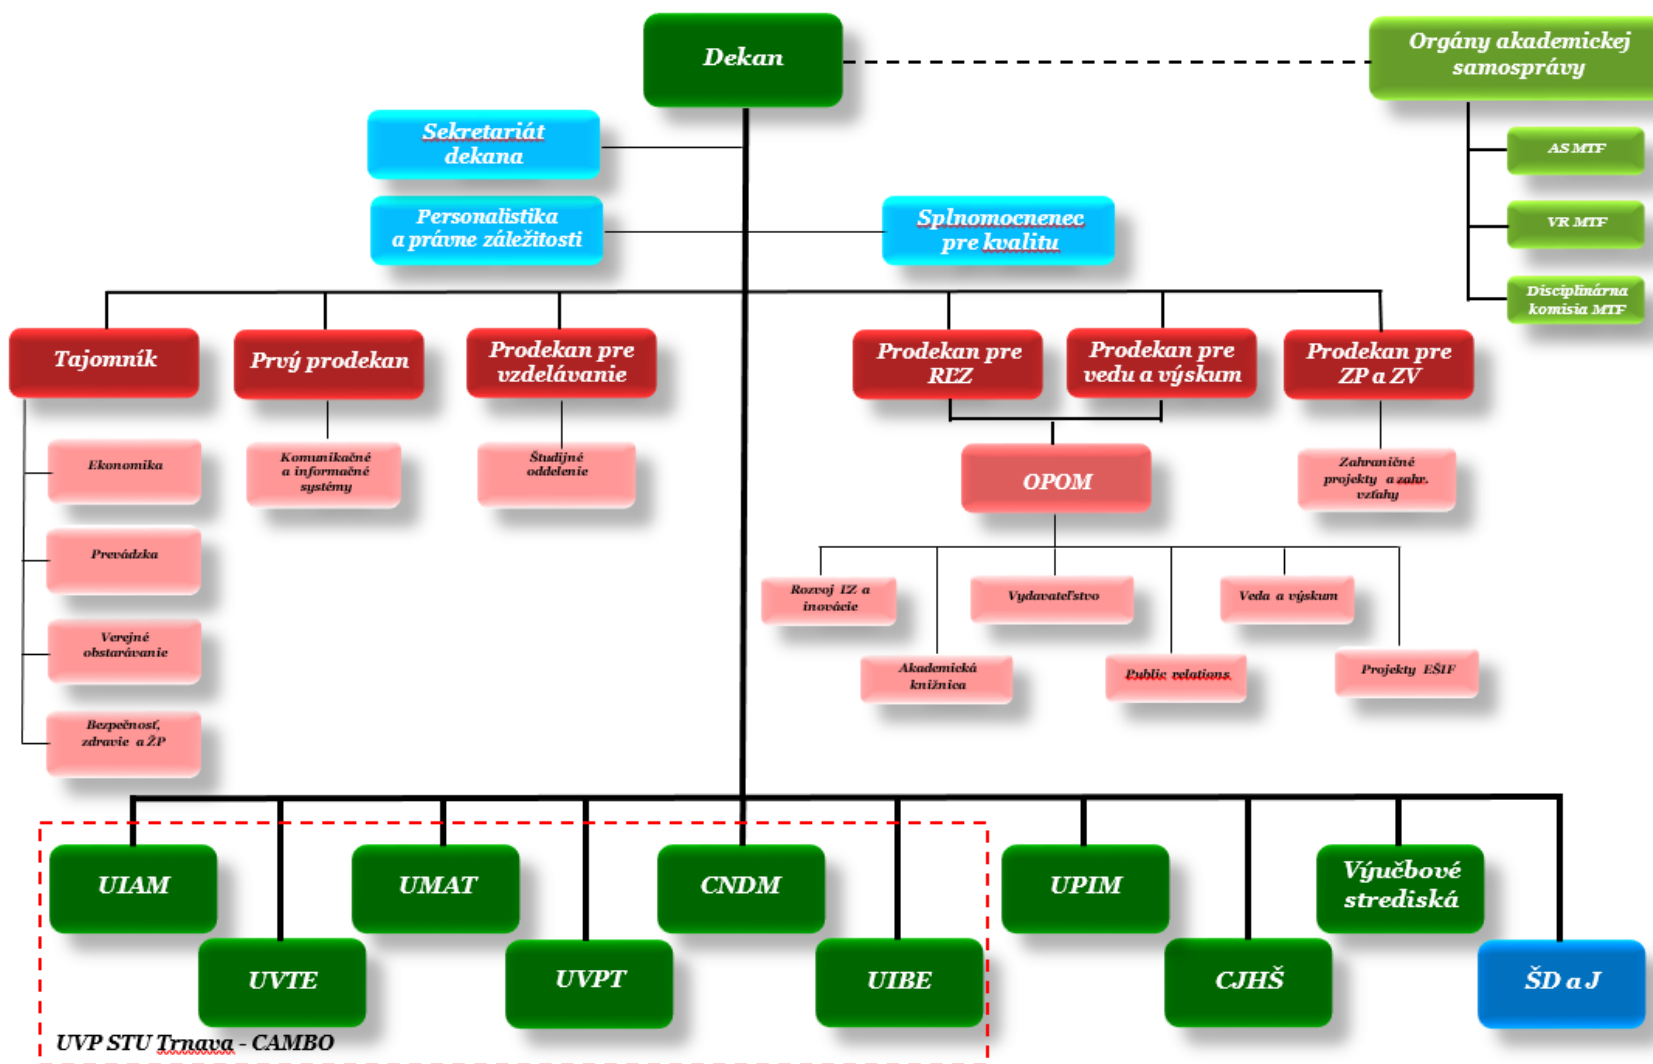 Dekan
Orgány akademickej
samosprávy
Sekretariát
dekana
AS MTF
Personalistika
a právne záležitosti
Splnomocnenec
pre kvalitu
VR MTF
Disciplinárna
komisia MTF
Tajomník
Prvý prodekan
Prodekan pre
vzdelávanie
Prodekan pre
RĽZ
Prodekan pre
vedu a výskum
Prodekan pre
ZP a ZV
Ekonomika
Komunikačné
a informačné
systémy
Študijné
oddelenie
OPOM
Zahraničné
projekty a zahr.
vzťahy
Prevádzka
Rozvoj ĽZ a
inovácie
Vydavateľstvo
Veda a výskum
Verejné
obstarávanie
Akademická
knižnica
Public relations
Projekty EŠIF
Bezpečnosť,
zdravie a ŽP
UIAM
UMAT
CNDM
UPIM
Výučbové
strediská
UVTE
UVPT
UIBE
CJHŠ
ŠD a J
UVP STU Trnava - CAMBO